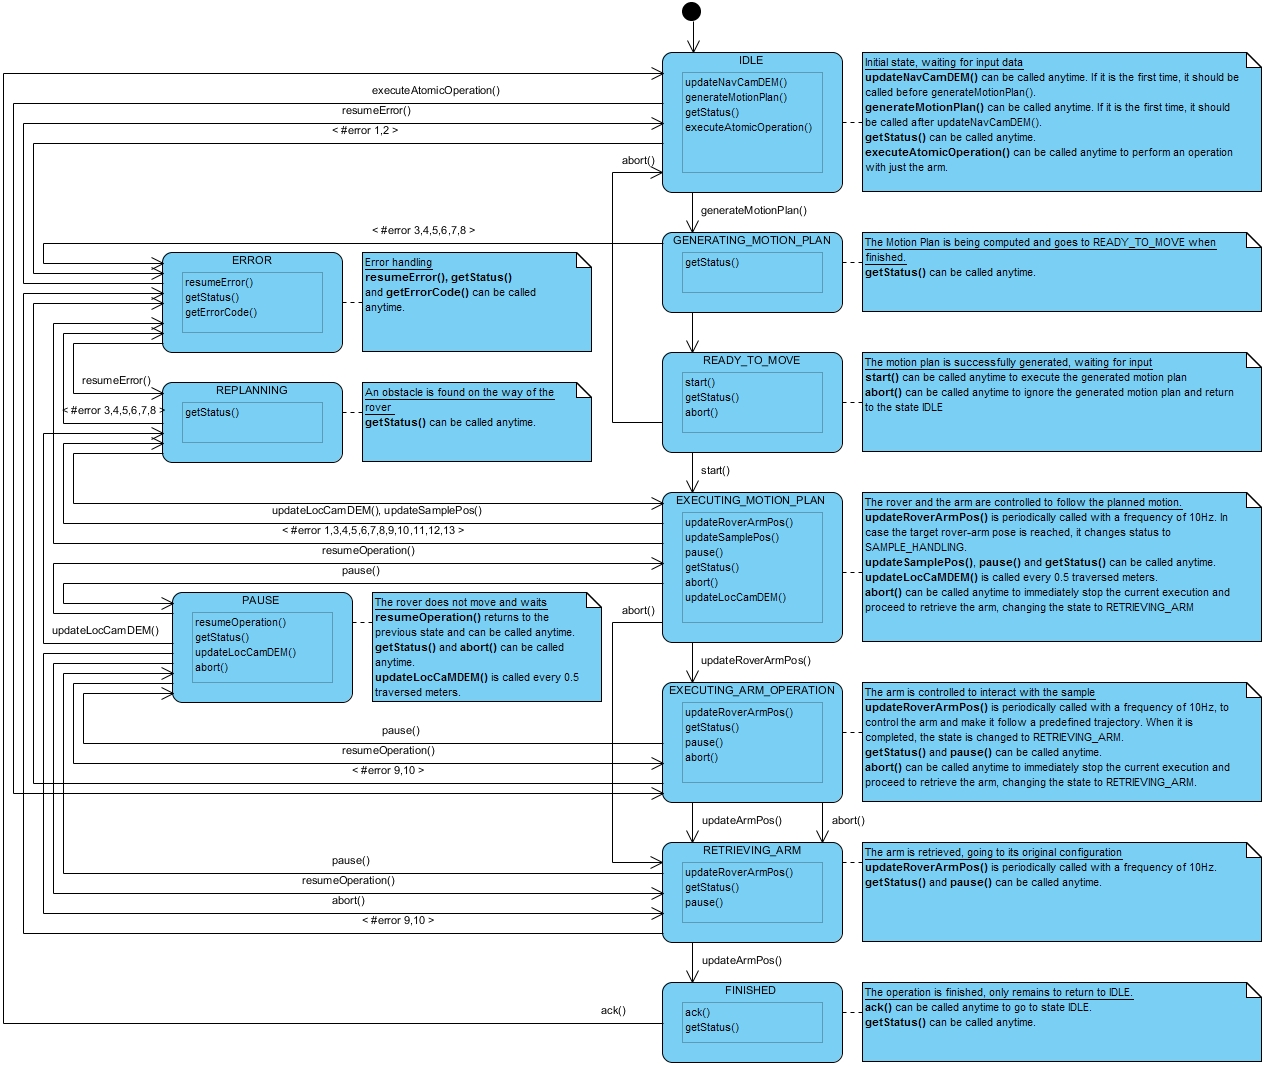 IDLE
updateNavCamDEM()
generateMotionPlan()
getStatus()
executeAtomicOperation()
Initial state, waiting for input data
updateNavCamDEM() can be called anytime. If it is the first time, it should be
called before generateMotionPlan().
generateMotionPlan() can be called anytime. If it is the first time, it should
be called after updateNavCamDEM().
getStatus() can be called anytime.
executeAtomicOperation() can be called anytime to perform an operation
with just the arm.
executeAtomicOperation()
resumeError()
< #error 1,2 >
abort()
generateMotionPlan()
< #error 3,4,5,6,7,8 >
GENERATING_MOTION_PLAN
getStatus()
The Motion Plan is being computed and goes to READY_TO_MOVE when
finished.
getStatus() can be called anytime.
ERROR
resumeError()
getStatus()
getErrorCode()
Error handling
resumeError(), getStatus()
and getErrorCode() can be called
anytime.
READY_TO_MOVE
start()
getStatus()
abort()
The motion plan is successfully generated, waiting for input
start() can be called anytime to execute the generated motion plan
abort() can be called anytime to ignore the generated motion plan and return
to the state IDLE
resumeError()
< #error 3,4,5,6,7,8 >
REPLANNING
getStatus()
An obstacle is found on the way of the
rover
getStatus() can be called anytime.
start()
EXECUTING_MOTION_PLAN
updateRoverArmPos()
updateSamplePos()
pause()
getStatus()
abort()
updateLocCamDEM()
The rover and the arm are controlled to follow the planned motion.
updateRoverArmPos() is periodically called with a frequency of 10Hz. In
case the target rover-arm pose is reached, it changes status to
SAMPLE_HANDLING.
updateSamplePos(), pause() and getStatus() can be called anytime.
updateLocCaMDEM() is called every 0.5 traversed meters.
abort() can be called anytime to immediately stop the current execution and
proceed to retrieve the arm, changing the state to RETRIEVING_ARM
updateLocCamDEM(), updateSamplePos()
< #error 1,3,4,5,6,7,8,9,10,11,12,13 >
resumeOperation()
pause()
abort()
updateLocCamDEM()
PAUSE
resumeOperation()
getStatus()
updateLocCamDEM()
abort()
The rover does not move and waits
resumeOperation() returns to the
previous state and can be called anytime.
getStatus() and abort() can be called
anytime.
updateLocCaMDEM() is called every 0.5
traversed meters.
updateRoverArmPos()
EXECUTING_ARM_OPERATION
updateRoverArmPos()
getStatus()
pause()
abort()
The arm is controlled to interact with the sample
updateRoverArmPos() is periodically called with a frequency of 10Hz, to
control the arm and make it follow a predefined trajectory. When it is
completed, the state is changed to RETRIEVING_ARM.
getStatus() and pause() can be called anytime.
abort() can be called anytime to immediately stop the current execution and
proceed to retrieve the arm, changing the state to RETRIEVING_ARM.
pause()
resumeOperation()
< #error 9,10 >
updateArmPos()
abort()
RETRIEVING_ARM
updateRoverArmPos()
getStatus()
pause()
The arm is retrieved, going to its original configuration
updateRoverArmPos() is periodically called with a frequency of 10Hz.
getStatus() and pause() can be called anytime.
pause()
resumeOperation()
abort()
< #error 9,10 >
updateArmPos()
FINISHED
ack()
getStatus()
The operation is finished, only remains to return to IDLE.
ack() can be called anytime to go to state IDLE.
getStatus() can be called anytime.
ack()